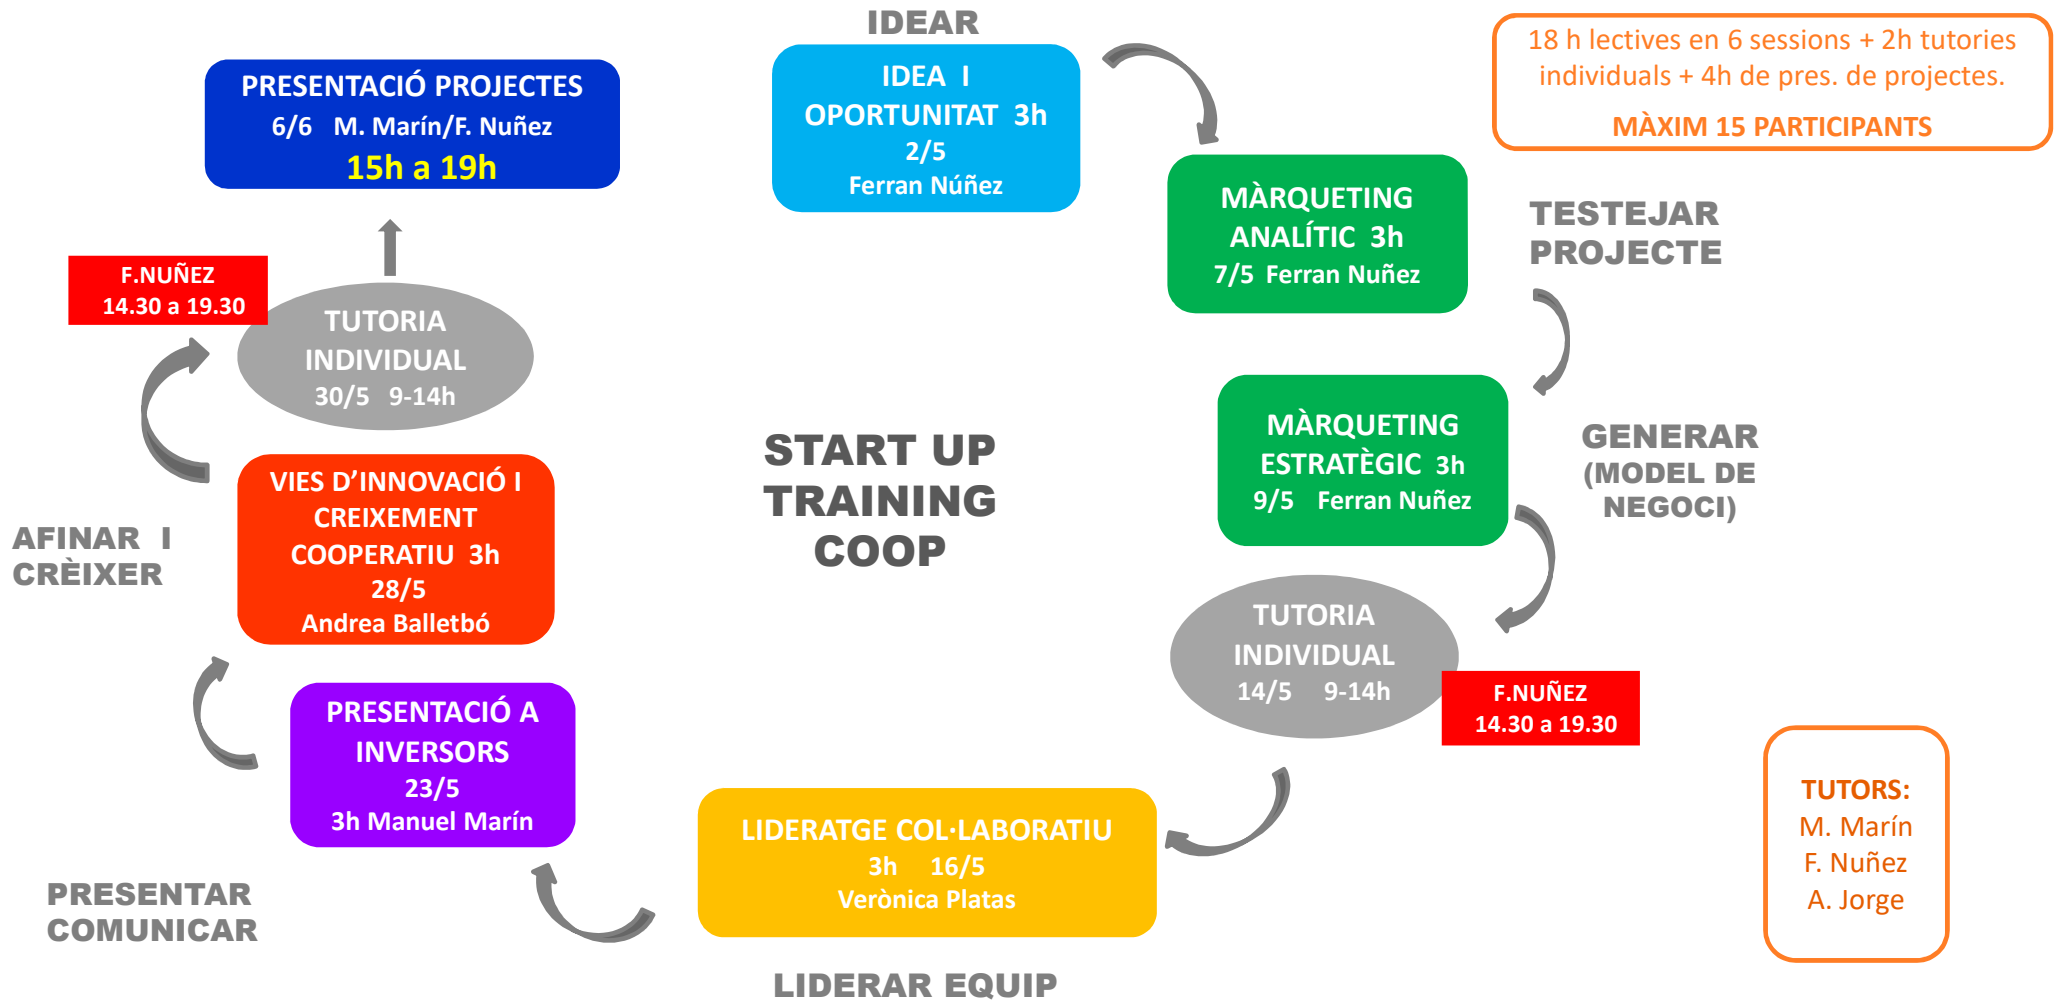 IDEAR
IDEA I
OPORTUNITAT 3h
2/5
Ferran Núñez
18 h lectives en 6 sessions + 2h tutories
individuals + 4h de pres. de projectes.
MÀXIM 15 PARTICIPANTS
MÀRQUETING
ANALÍTIC 3h
7/5 Ferran Nuñez
TESTEJAR
PROJECTE
MÀRQUETING
ESTRATÈGIC 3h
9/5 Ferran Nuñez
GENERAR
(MODEL DE
NEGOCI)
TUTORIA
INDIVIDUAL
14/5 9-14h
F.NUÑEZ
14.30 a 19.30
LIDERATGE COL·LABORATIU
3h 16/5
Verònica Platas
LIDERAR EQUIP
PRESENTACIÓ A
INVERSORS
23/5
3h Manuel Marín
PRESENTAR
COMUNICAR
VIES D’INNOVACIÓ I
CREIXEMENT
COOPERATIU 3h
28/5
Andrea Balletbó
AFINAR I
CRÈIXER
TUTORIA
INDIVIDUAL
30/5 9-14h
F.NUÑEZ
14.30 a 19.30
PRESENTACIÓ PROJECTES
6/6 M. Marín/F. Nuñez
15h a 19h
START UP
TRAINING
COOP
TUTORS:
M. Marín
F. Nuñez
A. Jorge